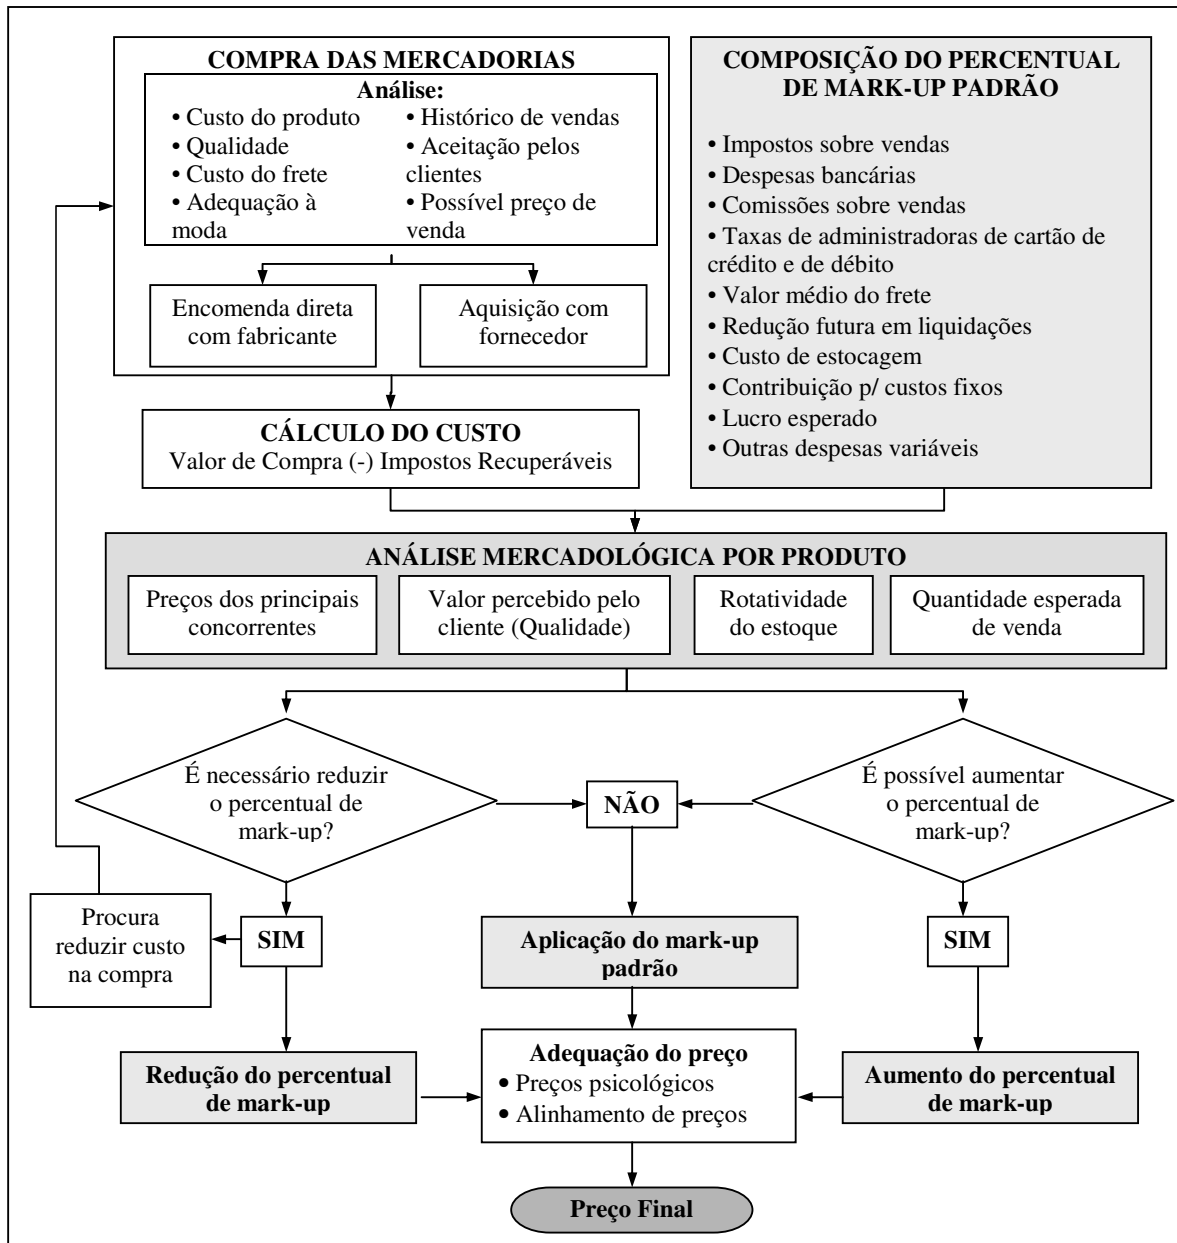 COMPRA DAS MERCADORIAS
Análise:
• Custo do produto
• Qualidade
• Custo do frete
• Adequação à
moda
• Histórico de vendas
• Aceitação pelos
clientes
• Possível preço de
venda
Encomenda direta
com fabricante
Aquisição com
fornecedor
COMPOSIÇÃO DO PERCENTUAL
DE MARK-UP PADRÃO
• Impostos sobre vendas
• Despesas bancárias
• Comissões sobre vendas
• Taxas de administradoras de cartão de
crédito e de débito
• Valor médio do frete
• Redução futura em liquidações
• Custo de estocagem
• Contribuição p/ custos fixos
• Lucro esperado
• Outras despesas variáveis
CÁLCULO DO CUSTO
Valor de Compra (-) Impostos Recuperáveis
ANÁLISE MERCADOLÓGICA POR PRODUTO
Preços dos principais
concorrentes
Valor percebido pelo
cliente (Qualidade)
Rotatividade
do estoque
Quantidade esperada
de venda
É necessário reduzir
o percentual de
mark-up?
NÃO
É possível aumentar
o percentual de
mark-up?
Procura
reduzir custo
na compra
SIM
Aplicação do mark-up
padrão
SIM
Redução do percentual
de mark-up
Adequação do preço
• Preços psicológicos
• Alinhamento de preços
Aumento do percentual
de mark-up
Preço Final